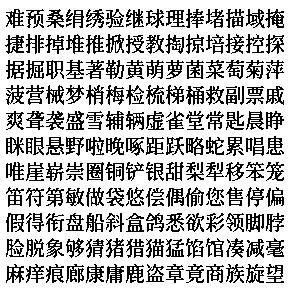 难预桑绢绣验继球理捧堵描域掩
捷排掉堆推掀授教掏掠培接控探
据掘职基著勒黄萌萝菌菜萄菊萍
菠营械梦梢梅检梳梯桶救副票戚
爽聋袭盛雪辅辆虚雀堂常匙晨睁
眯眼悬野啦晚啄距跃略蛇累唱患
唯崖崭崇圈铜铲银甜梨犁移笨笼
笛符第敏做袋悠偿偶偷您售停偏
假得衔盘船斜盒鸽悉欲彩领脚脖
脸脱象够猜猪猎猫猛馅馆凑减毫
麻痒痕廊康庸鹿盗章竟商族旋望